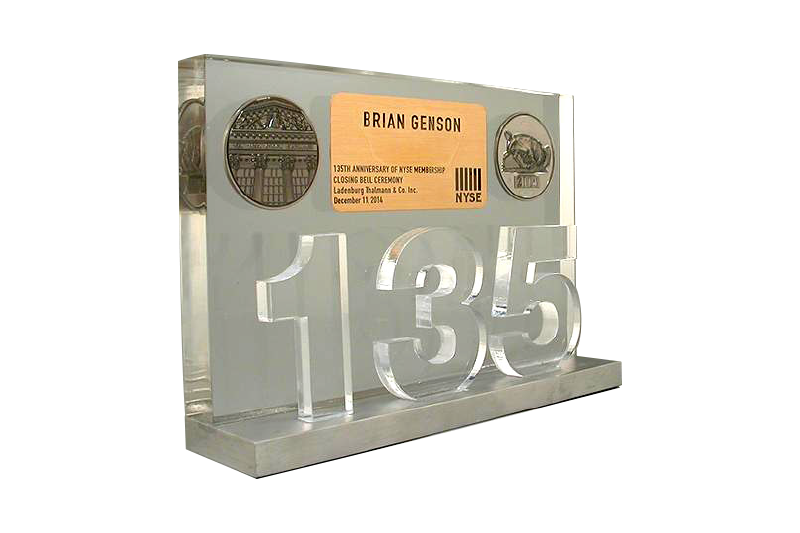 BRIAN GENSON
135TH ANNIVERSARY OF NYSE MEMBERSHIP
CLOSING BELL CEREMONY
Ladenburg Thalmann & Co. Inc.
December 11, 2014
NYSE
135